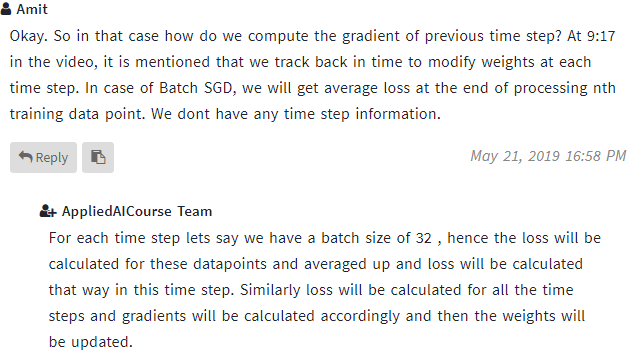 Amit
Okay. So in that case how do we compute the gradient of previous time step? At 9:17
in the video, it is mentioned that we track back in time to modify weights at each
time step. In case of Batch SGD, we will get average loss at the end of processing nth
training data point. We dont have any time step information.
Reply
May 21, 2019 16:58 PM
AppliedAICourse Team
For each time step lets say we have a batch size of 32 , hence the loss will be
calculated for these datapoints and averaged up and loss will be calculated
that way in this time step. Similarly loss will be calculated for all the time
steps and gradients will be calculated accordingly and then the weights will
be updated.